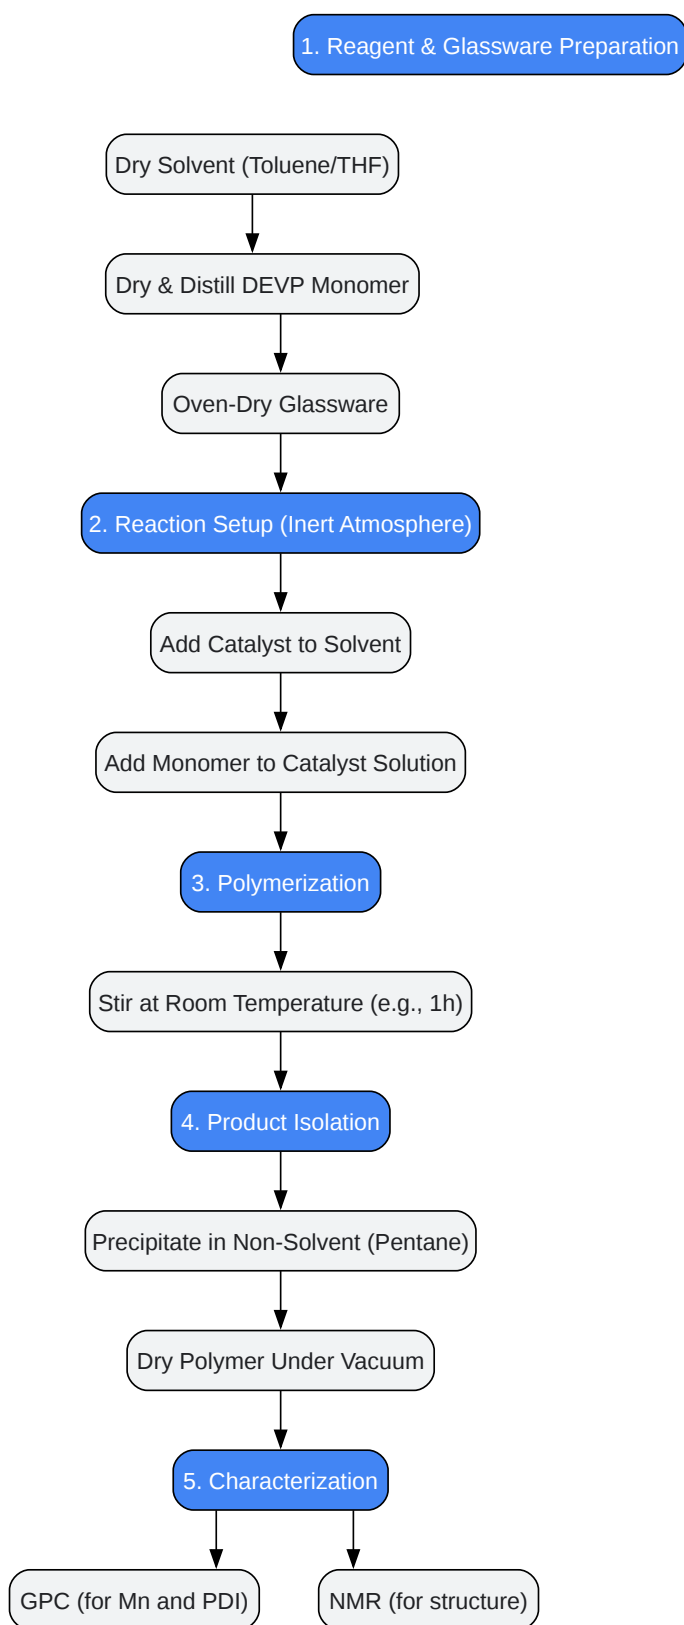 1. Reagent & Glassware Preparation
Dry Solvent (Toluene/THF)
Dry & Distill DEVP Monomer
Oven-Dry Glassware
2. Reaction Setup (Inert Atmosphere)
Add Catalyst to Solvent
Add Monomer to Catalyst Solution
3. Polymerization
Stir at Room Temperature (e.g., 1h)
4. Product Isolation
Precipitate in Non-Solvent (Pentane)
Dry Polymer Under Vacuum
5. Characterization
GPC (for Mn and PDI)
NMR (for structure)